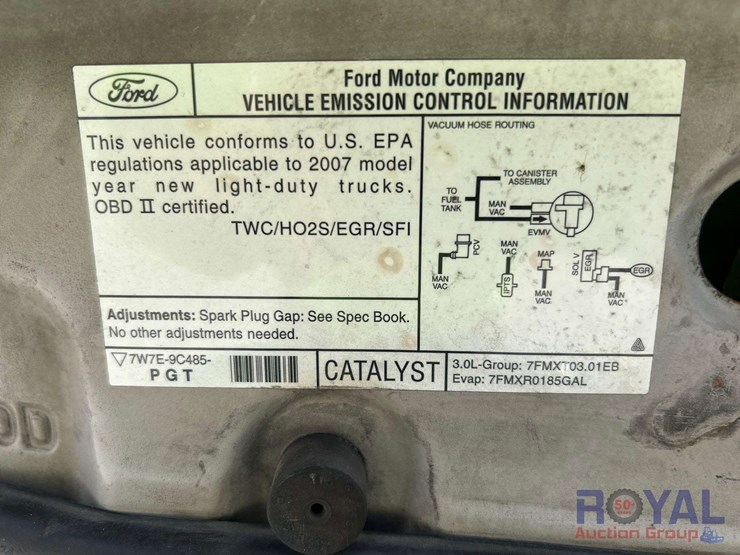 Ford
Ford Motor Company
VEHICLE EMISSION CONTROL INFORMATION
This vehicle conforms to U.S. EPA
regulations applicable to 2007 model
year new light-duty trucks.
OBD II certified.
TWC/HO2S/EGR/SFI
Adjustments: Spark Plug Gap: See Spec Book.
No other adjustments needed.
VACUUM HOSE ROUTING
TO CANISTER
ASSEMBLY
TO
FUEL
TANK
MAN
VAC
EVMV
PCV
MAN
VAC
MAN
VAC
IPTS
MAP
MAN
VAC
SOL V
EGR
EGR
MAN
VAC
7W7E-9C485-
PGT
CATALYST
3.0L-Group: 7FMXT03.01EB
Evap: 7FMXR0185GAL
OD
50
ROYAL
Auction Group